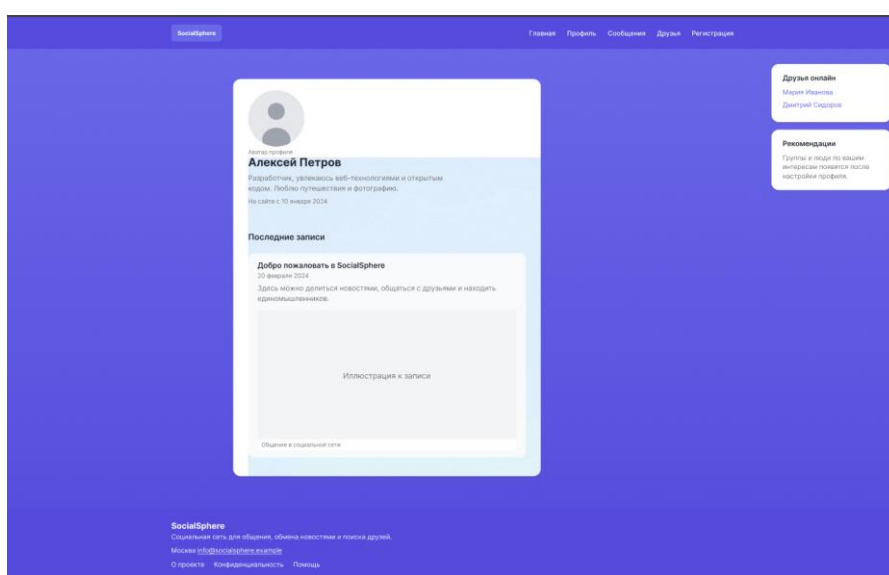 SocialSphere
Главная Профиль Сообщения Друзья Регистрация
Друзья онлайн
Мария Иванова
Дмитрий Сидоров
Рекомендации
Группы и люди по вашим
интересам появятся после
настройки профиля.
Аватар профиля
Алексей Петров
Разработчик, увлекаюсь веб-технологиями и открытым
кодом. Люблю путешествия и фотографию.
На сайте с 10 января 2024
Последние записи
Добро пожаловать в SocialSphere
20 февраля 2024
Здесь можно делиться новостями, общаться с друзьями и находить
единомышленников.
Иллюстрация к записи
Общение в социальной сети
SocialSphere
Социальная сеть для общения, обмена новостями и поиска друзей.
Москва info@socialsphere.example
О проекте Конфиденциальность Помощь